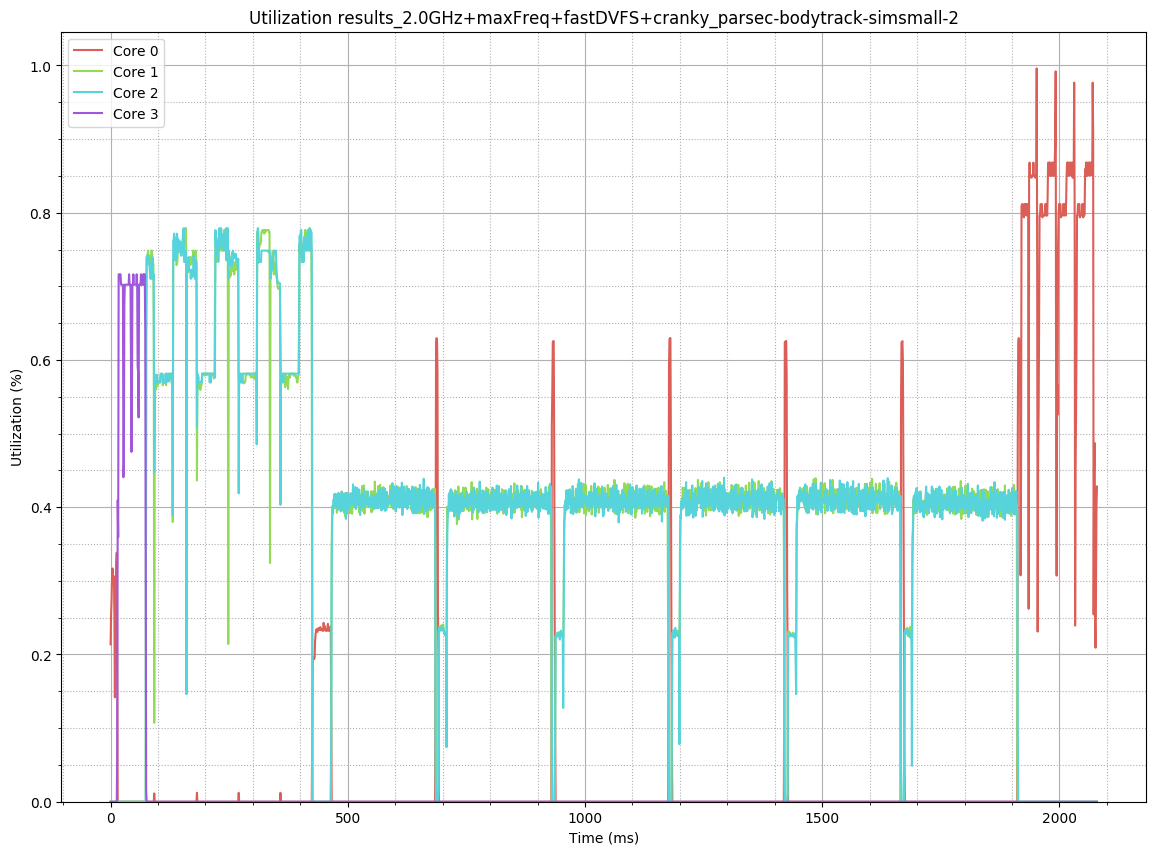 Utilization results_2.0GHz+maxFreq+fastDVFS+cranky_parsec-bodytrack-simsmall-2
Core 0
Core 1
Core 2
Core 3
1.0
0.8
0.6
0.4
0.2
0.0
Utilization (%)
0
500
1000
1500
2000
Time (ms)